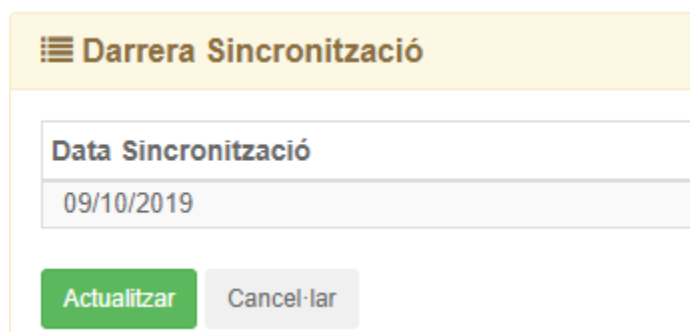 Darrera Sincronització
Data Sincronització
09/10/2019
Actualitzar Cancel·lar